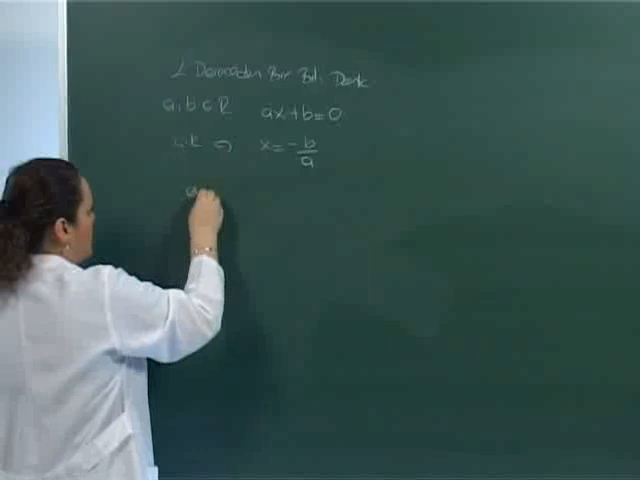 1. Dereceden Bir Bil. Denk.
a, b ∈ R ax + b = 0
x = -b/a
a